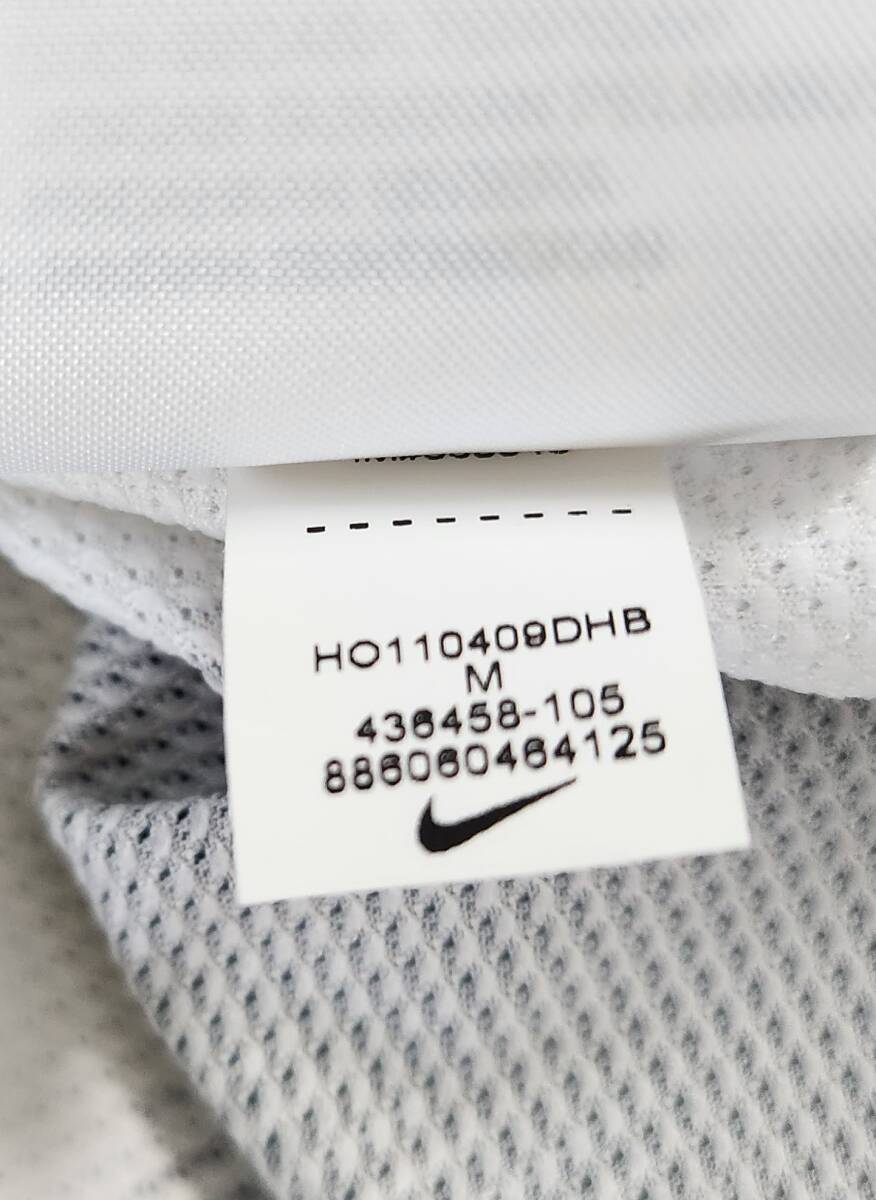 - - - - - - - -
HO110409DHB
M
436458-105
886060464125